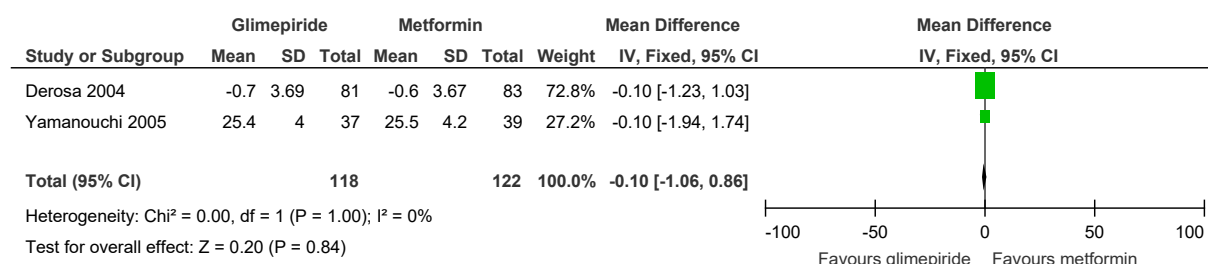 Glimepiride Metformin Mean Difference Mean Difference
Study or Subgroup Mean SD Total Mean SD Total Weight IV, Fixed, 95% CI IV, Fixed, 95% CI
Derosa 2004 -0.7 3.69 81 -0.6 3.67 83 72.8% -0.10 [-1.23, 1.03]
Yamanouchi 2005 25.4 4 37 25.5 4.2 39 27.2% -0.10 [-1.94, 1.74]
Total (95% CI) 118 122 100.0% -0.10 [-1.06, 0.86]
Heterogeneity: Chi² = 0.00, df = 1 (P = 1.00); I² = 0%
Test for overall effect: Z = 0.20 (P = 0.84)
-100 -50 0 50 100
Favours glimepiride Favours metformin